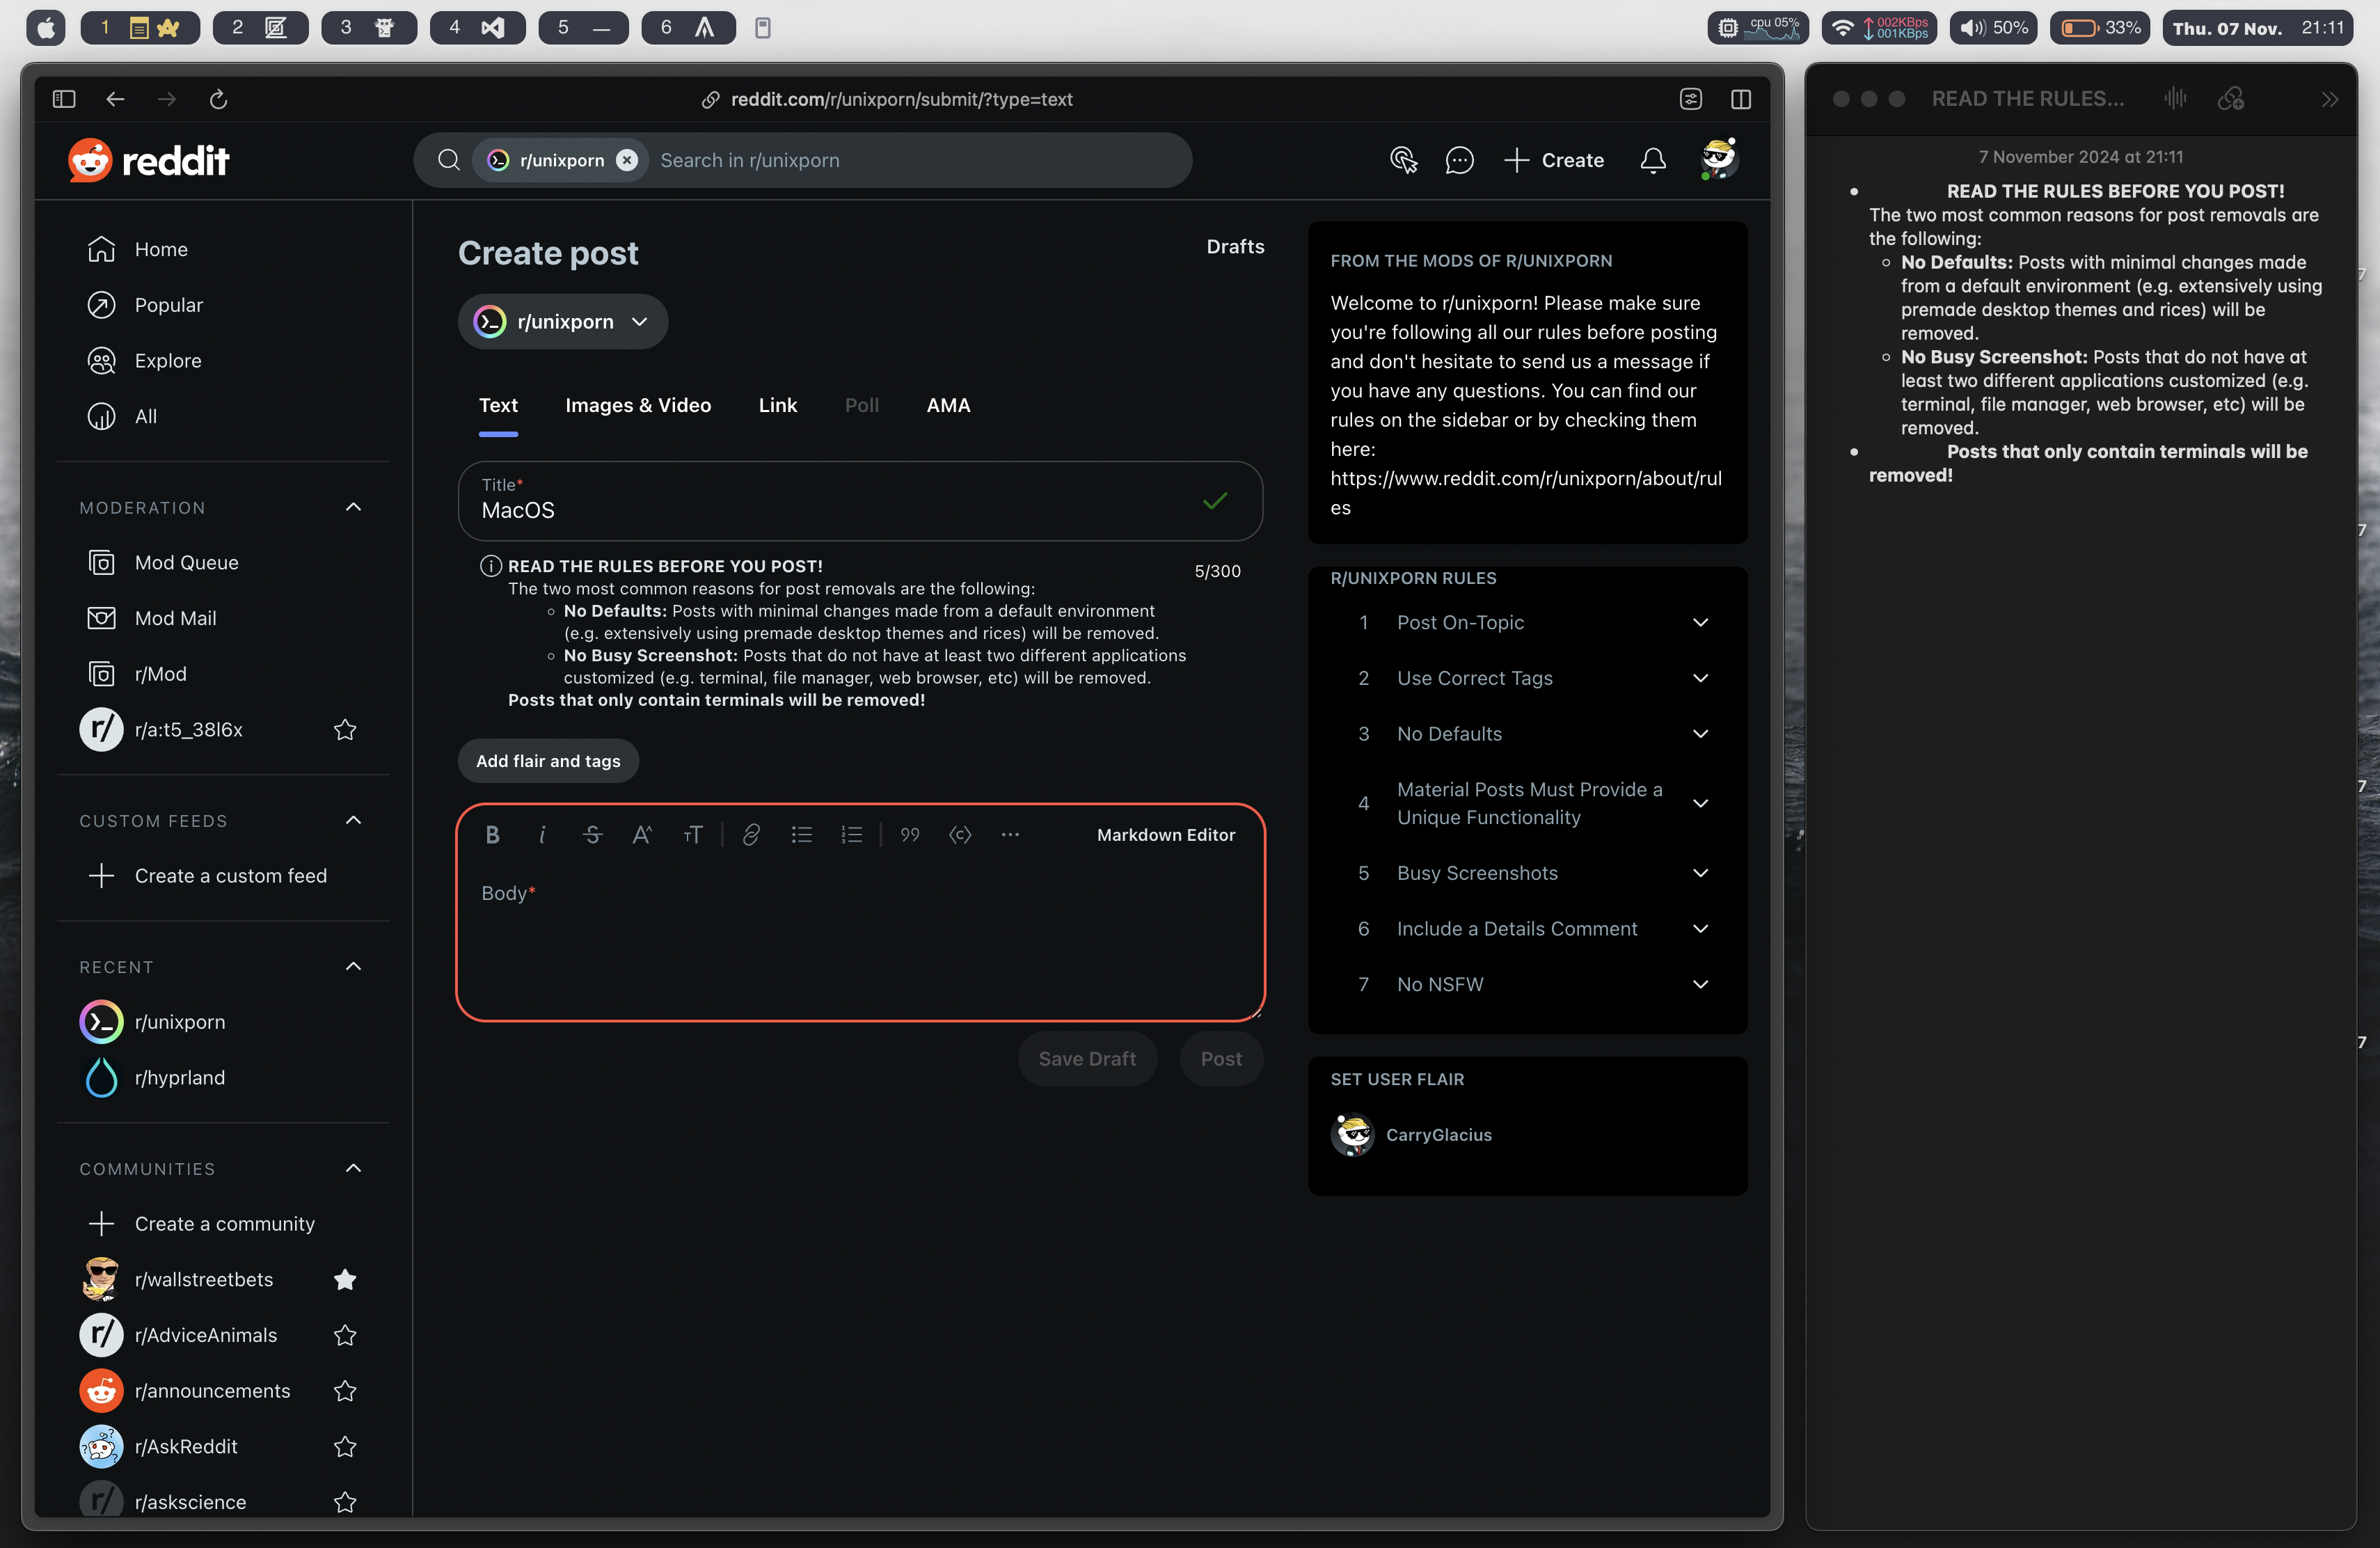 1
2
3
4
5 —
6
cpu 05%
002KBps
001KBps
50%
33%
Thu. 07 Nov. 21:11
reddit.com/r/unixporn/submit/?type=text
reddit
r/unixporn
Search in r/unixporn
Create
Home
Popular
Explore
All
MODERATION
Mod Queue
Mod Mail
r/Mod
r/ r/a:t5_38l6x
CUSTOM FEEDS
Create a custom feed
RECENT
r/unixporn
r/hyprland
COMMUNITIES
Create a community
r/wallstreetbets
r/ r/AdviceAnimals
r/announcements
r/AskReddit
r/ r/askscience
Create post
Drafts
r/unixporn
Text Images & Video Link Poll AMA
Title*
MacOS
READ THE RULES BEFORE YOU POST!
5/300
The two most common reasons for post removals are the following:
No Defaults: Posts with minimal changes made from a default environment
(e.g. extensively using premade desktop themes and rices) will be removed.
No Busy Screenshot: Posts that do not have at least two different applications
customized (e.g. terminal, file manager, web browser, etc) will be removed.
Posts that only contain terminals will be removed!
Add flair and tags
Markdown Editor
Body*
Save Draft
Post
FROM THE MODS OF R/UNIXPORN
Welcome to r/unixporn! Please make sure
you're following all our rules before posting
and don't hesitate to send us a message if
you have any questions. You can find our
rules on the sidebar or by checking them
here:
https://www.reddit.com/r/unixporn/about/rul
es
R/UNIXPORN RULES
1 Post On-Topic
2 Use Correct Tags
3 No Defaults
4 Material Posts Must Provide a
Unique Functionality
5 Busy Screenshots
6 Include a Details Comment
7 No NSFW
SET USER FLAIR
CarryGlacius
READ THE RULES...
7 November 2024 at 21:11
READ THE RULES BEFORE YOU POST!
The two most common reasons for post removals are
the following:
No Defaults: Posts with minimal changes made
from a default environment (e.g. extensively using
premade desktop themes and rices) will be
removed.
No Busy Screenshot: Posts that do not have at
least two different applications customized (e.g.
terminal, file manager, web browser, etc) will be
removed.
Posts that only contain terminals will be
removed!
7
7
7
7